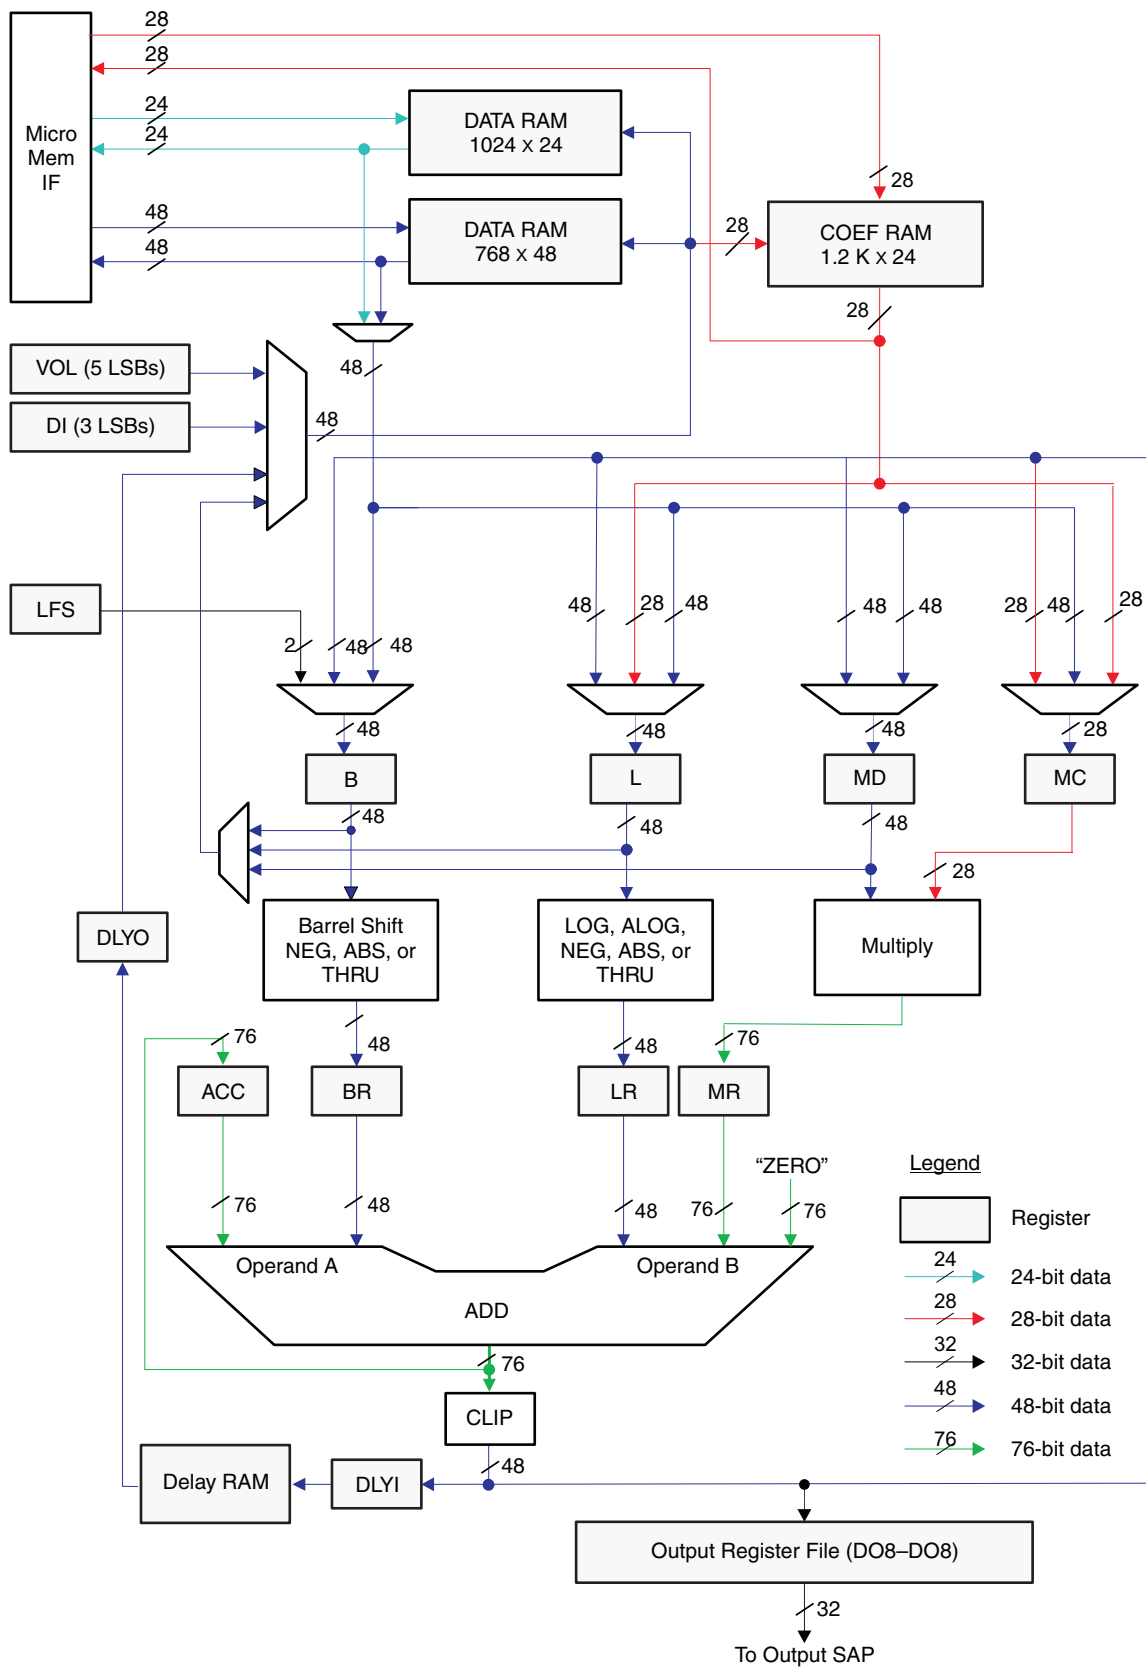 28
28
24
24
Micro
Mem
IF
DATA RAM
1024 x 24
28
48
48
DATA RAM
768 x 48
28
COEF RAM
1.2 K x 24
28
VOL (5 LSBs)
48
DI (3 LSBs)
48
LFS
2
48
48
48
28
48
48
48
28
48
28
48
48
48
28
B
L
MD
MC
48
48
48
28
DLYO
Barrel Shift
NEG, ABS, or
THRU
LOG, ALOG,
NEG, ABS, or
THRU
Multiply
76
48
48
76
ACC
BR
LR
MR
"ZERO"
76
48
48
76
76
Operand A
Operand B
ADD
76
CLIP
48
Delay RAM
DLYI
Legend
Register
24
24-bit data
28
28-bit data
32
32-bit data
48
48-bit data
76
76-bit data
Output Register File (DO8–DO8)
32
To Output SAP